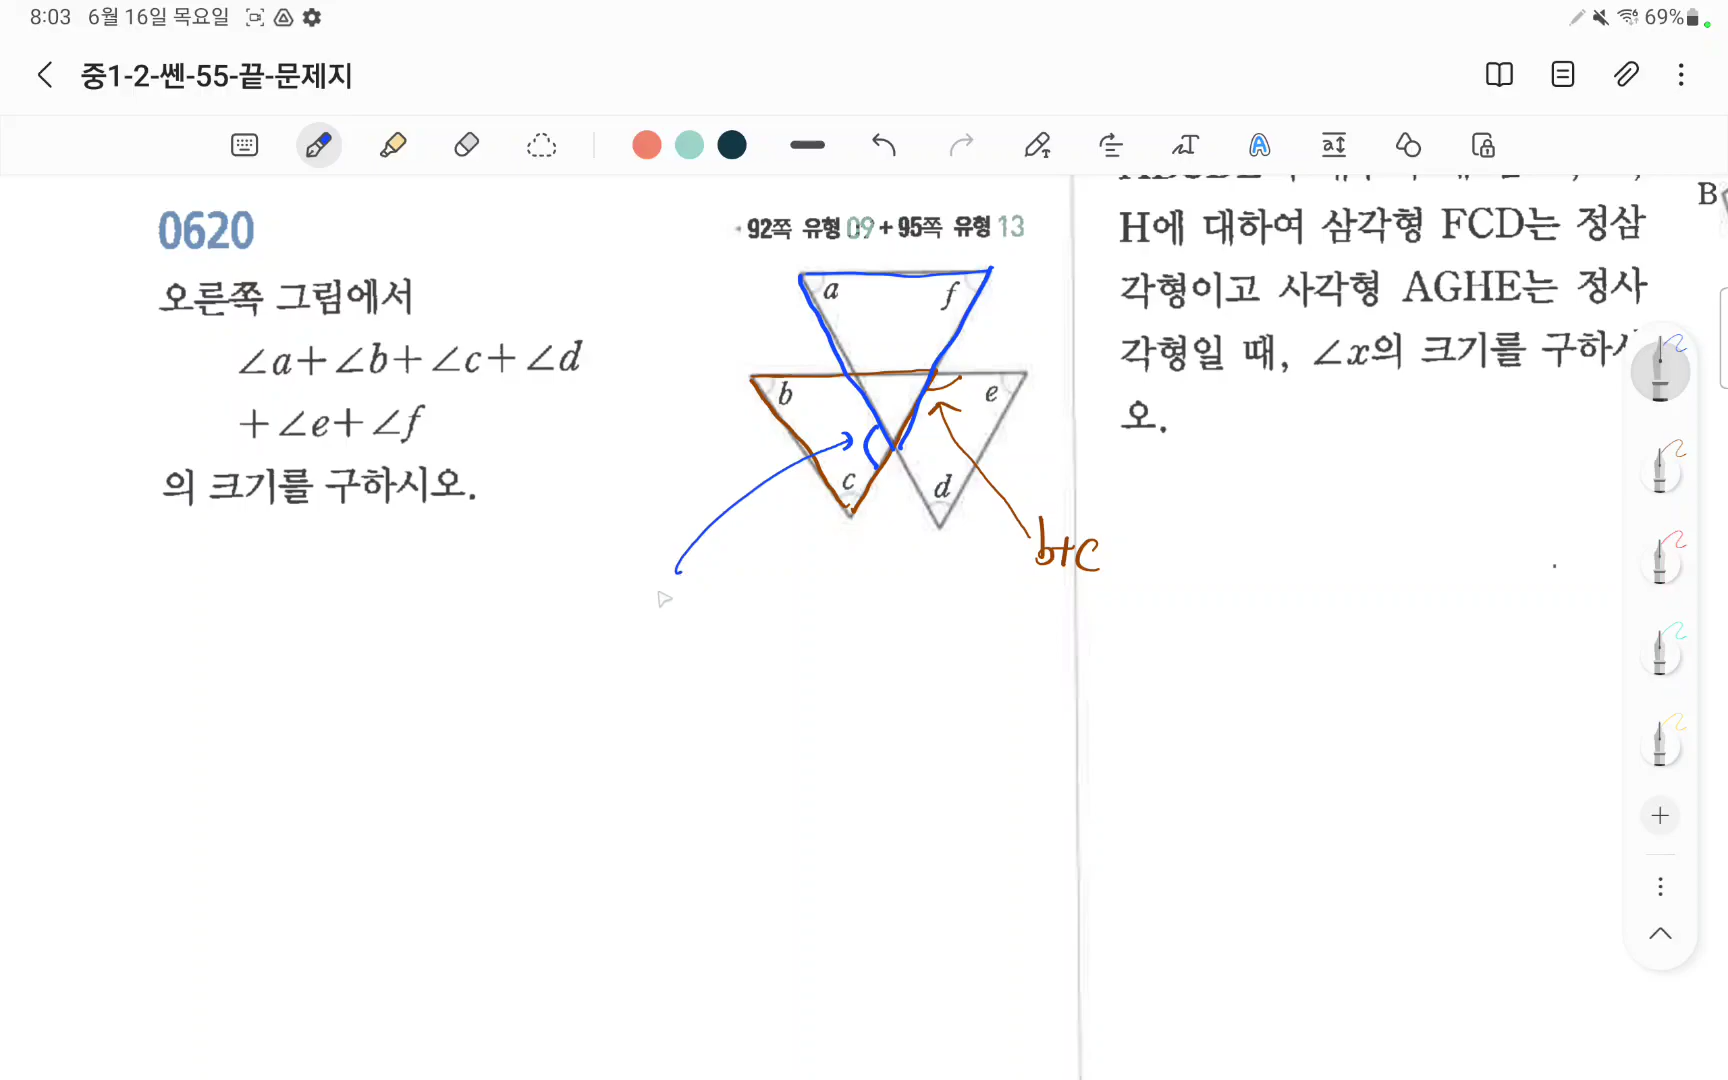 8:03 6월 16일 목요일
69%
중1-2-쎈-55-끝-문제지
0620
92쪽 유형 09 + 95쪽 유형 13
오른쪽 그림에서
∠a+∠b+∠c+∠d
+∠e+∠f
의 크기를 구하시오.
a
f
b
e
c
d
b+c
B
H에 대하여 삼각형 FCD는 정삼
각형이고 사각형 AGHE는 정사
각형일 때, ∠x의 크기를 구하시
오.